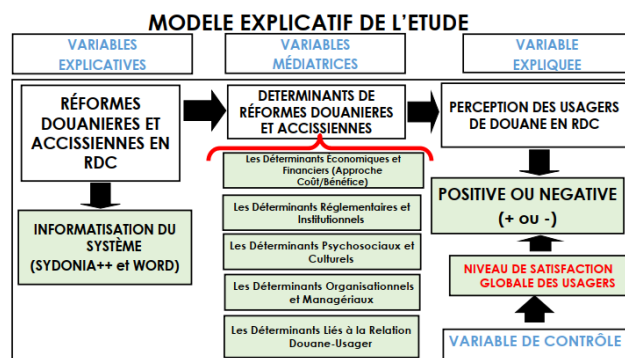 MODELE EXPLICATIF DE L'ETUDE
VARIABLES
EXPLICATIVES
VARIABLES
MÉDIATRICES
VARIABLE
EXPLIQUEE
RÉFORMES
DOUANIERES ET
ACCISSIENNES EN
RDC
DETERMINANTS DE
RÉFORMES DOUANIERES
ET ACCISSIENNES
PERCEPTION DES USAGERS
DE DOUANE EN RDC
Les Déterminants Économiques et
Financiers (Approche
Coût/Bénéfice)
Les Déterminants Réglementaires et
Institutionnels
Les Déterminants Psychosociaux et
Culturels
Les Déterminants Organisationnels
et Managériaux
Les Déterminants Liés à la Relation
Douane-Usager
INFORMATISATION DU
SYSTÈME
(SYDONIA++ et WORD)
POSITIVE OU NEGATIVE
(+ ou -)
NIVEAU DE SATISFACTION
GLOBALE DES USAGERS
VARIABLE DE CONTRÔLE